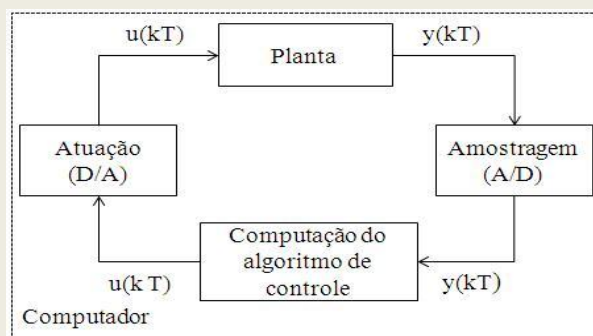 u(kT)
Planta
y(kT)
Atuação
(D/A)
Amostragem
(A/D)
Computação do
algoritmo de
controle
u(k T)
y(kT)
Computador